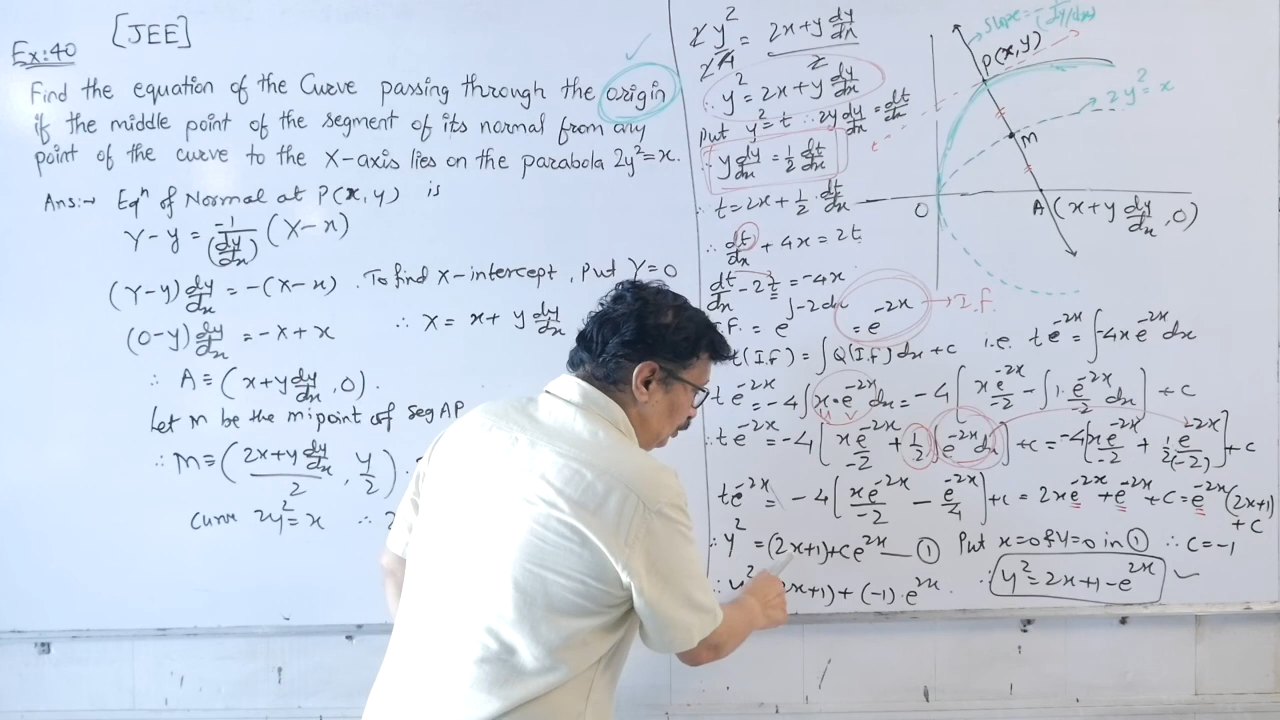 [JEE]
Ex:40
Find the equation of the Curve passing through the origin
if the middle point of the segment of its normal from any
point of the curve to the X-axis lies on the parabola 2y²=x.
Ans:→ Eqⁿ of Normal at P(x,y) is
Y-y = -1/(dy/dx) (X-x)
(Y-y) dy/dx = -(X-x) . To find X-intercept, Put Y=0
(0-y) dy/dx = -X+x ∴ X = x+y dy/dx
∴ A ≡ (x+y dy/dx, 0).
Let M be the mipoint of seg AP
∴ M ≡ ((2x+y dy/dx)/2, y/2).
Curve 2y²=x ∴ 2
2 y²/4 = (2x+y dy/dx)/2
∴ y² = 2x+y dy/dx
Put y²=t ∴ 2y dy/dx = dt/dx
∴ y dy/dx = 1/2 dt/dx
∴ t = 2x+1/2 . dt/dx
∴ dt/dx + 4x = 2t
dt/dx - 2t = -4x
I.F. = e^∫-2dx = e^-2x → I.F.
t(I.F) = ∫Q(I.F) dx + c i.e. t e^-2x = ∫-4x e^-2x dx
t e^-2x = -4∫x • e^-2x dx = -4[x e^-2x/-2 - ∫1. e^-2x/-2 dx] + c
u v
∴ t e^-2x = -4[x e^-2x/-2 + 1/2 ∫e^-2x dx] + c = -4[x e^-2x/-2 + 1/2 e^-2x/(-2)] + c
t e^-2x = -4[x e^-2x/-2 - e^-2x/4] + c = 2x e^-2x + e^-2x + c = e^-2x (2x+1) + c
∴ y² = (2x+1)+c e^2x — ① Put x=0 & y=0 in ① ∴ c=-1
x+1) + (-1) . e^2x . ∴ y² = 2x+1-e^2x
slope = -1/(dy/dx)
P(x,y)
2y²=x
t
M
O
A(x+y dy/dx, 0)